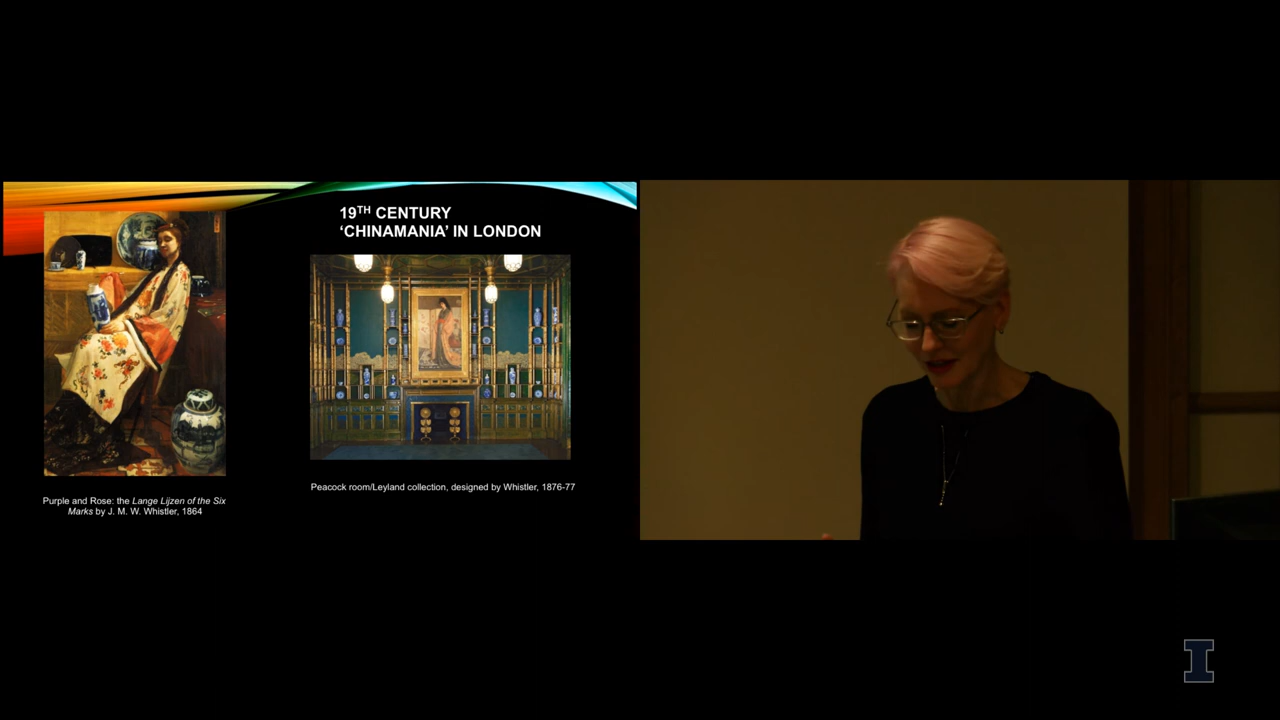 19TH CENTURY
‘CHINAMANIA’ IN LONDON
Peacock room/Leyland collection, designed by Whistler, 1876-77
Purple and Rose: the Lange Lijzen of the Six
Marks by J. M. W. Whistler, 1864
I